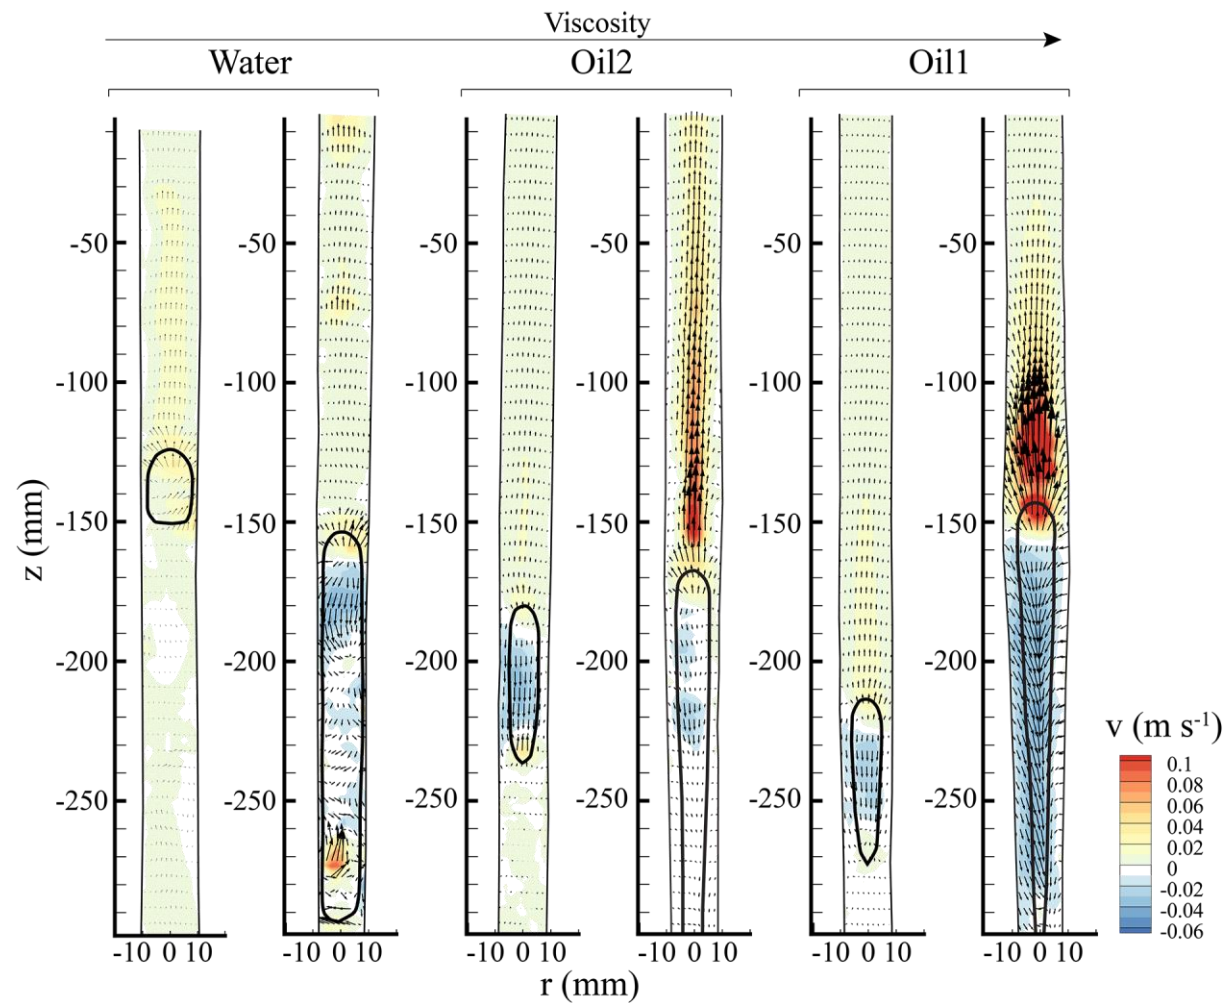 Viscosity
Water Oil2 Oil1
-50 -50 -50 -50 -50 -50
-100 -100 -100 -100 -100 -100
-150 -150 -150 -150 -150 -150
-200 -200 -200 -200 -200 -200
-250 -250 -250 -250 -250 -250
z (mm)
-10 0 10 -10 0 10 -10 0 10 -10 0 10 -10 0 10 -10 0 10
r (mm)
v (m s⁻¹)
0.1
0.08
0.06
0.04
0.02
0
-0.02
-0.04
-0.06